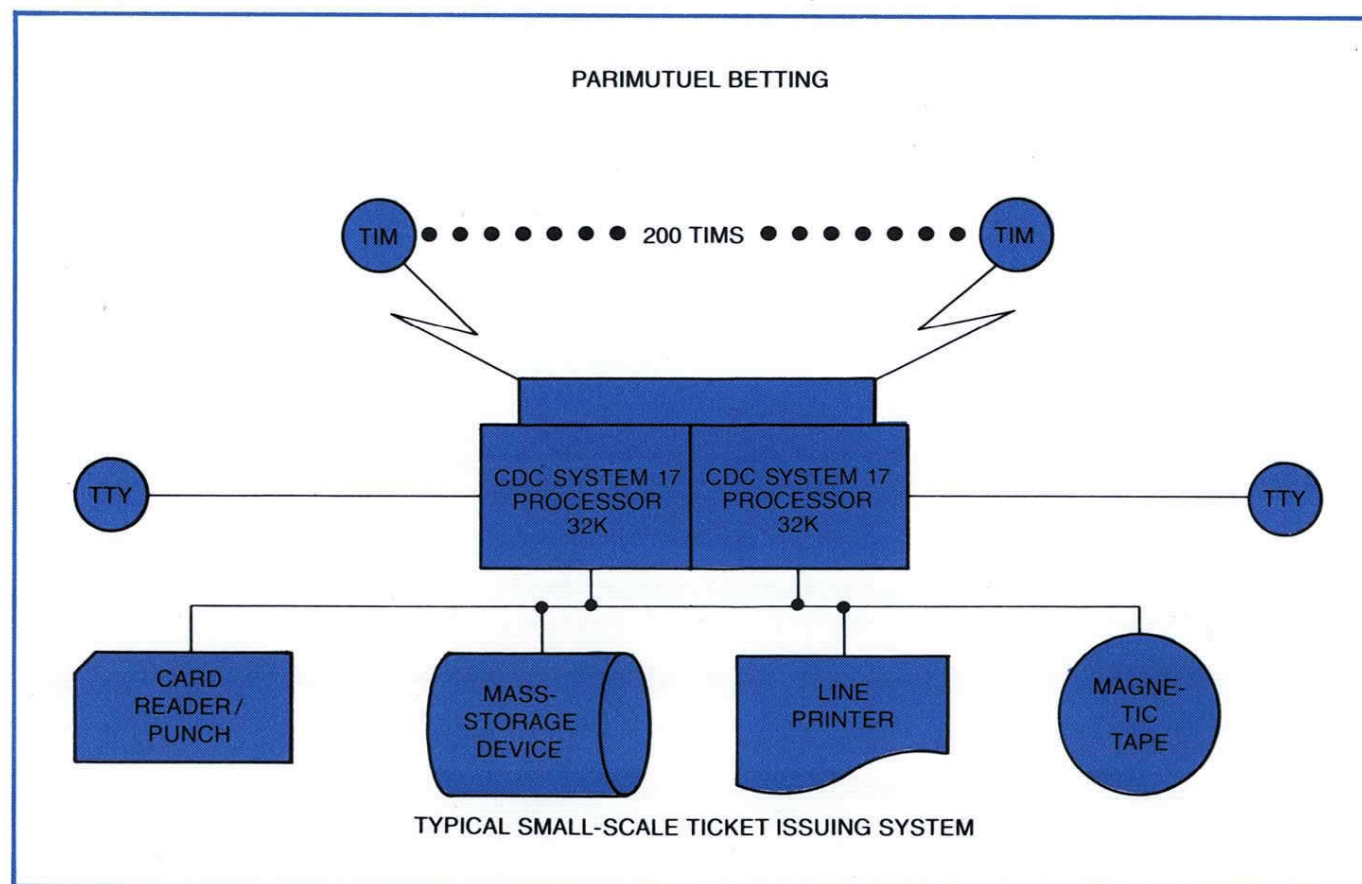 PARIMUTUEL BETTING
TIM
200 TIMS
TIM
CDC SYSTEM 17
PROCESSOR
32K
CDC SYSTEM 17
PROCESSOR
32K
TTY
TTY
CARD
READER/
PUNCH
MASS-
STORAGE
DEVICE
LINE
PRINTER
MAGNE-
TIC
TAPE
TYPICAL SMALL-SCALE TICKET ISSUING SYSTEM